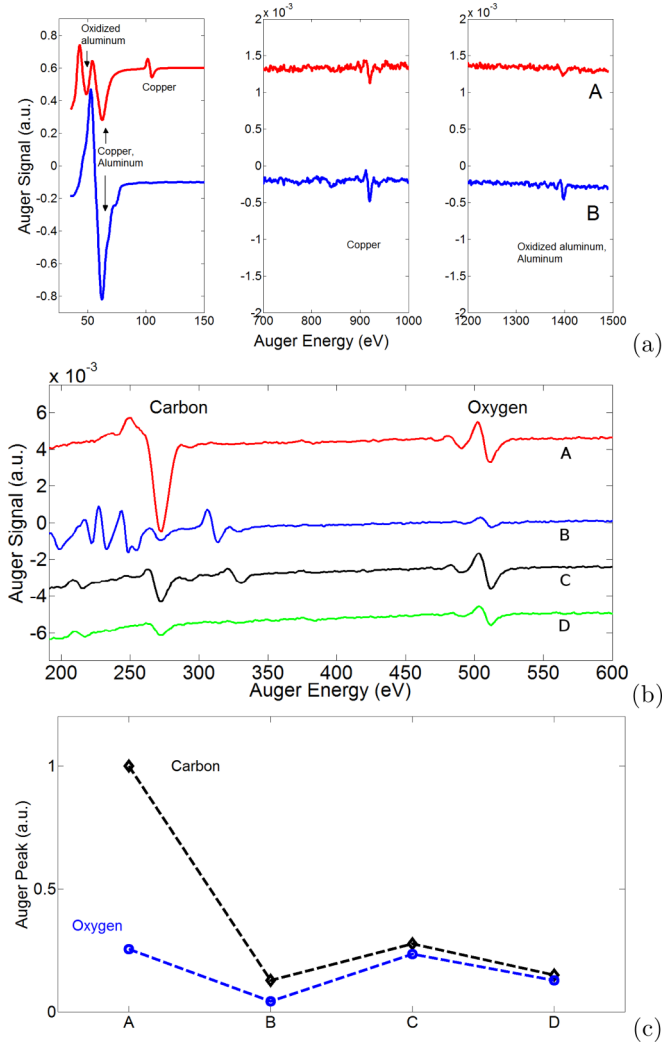 × 10⁻³
× 10⁻³
Oxidized
aluminum
Copper
Copper,
Aluminum
Auger Signal (a.u.)
0.8
0.6
0.4
0.2
0
-0.2
-0.4
-0.6
-0.8
50
100
150
2
1.5
1
0.5
0
-0.5
-1
-1.5
-2
Copper
700
800
900
1000
2
1.5
1
0.5
0
-0.5
-1
-1.5
-2
A
B
Oxidized aluminum,
Aluminum
1200
1300
1400
1500
Auger Energy (eV)
(a)
x 10⁻³
Carbon
Oxygen
Auger Signal (a.u.)
6
4
2
0
-2
-4
-6
A
B
C
D
200
250
300
350
400
450
500
550
600
Auger Energy (eV)
(b)
Auger Peak (a.u.)
1
0.5
0
Carbon
Oxygen
A
B
C
D
(c)